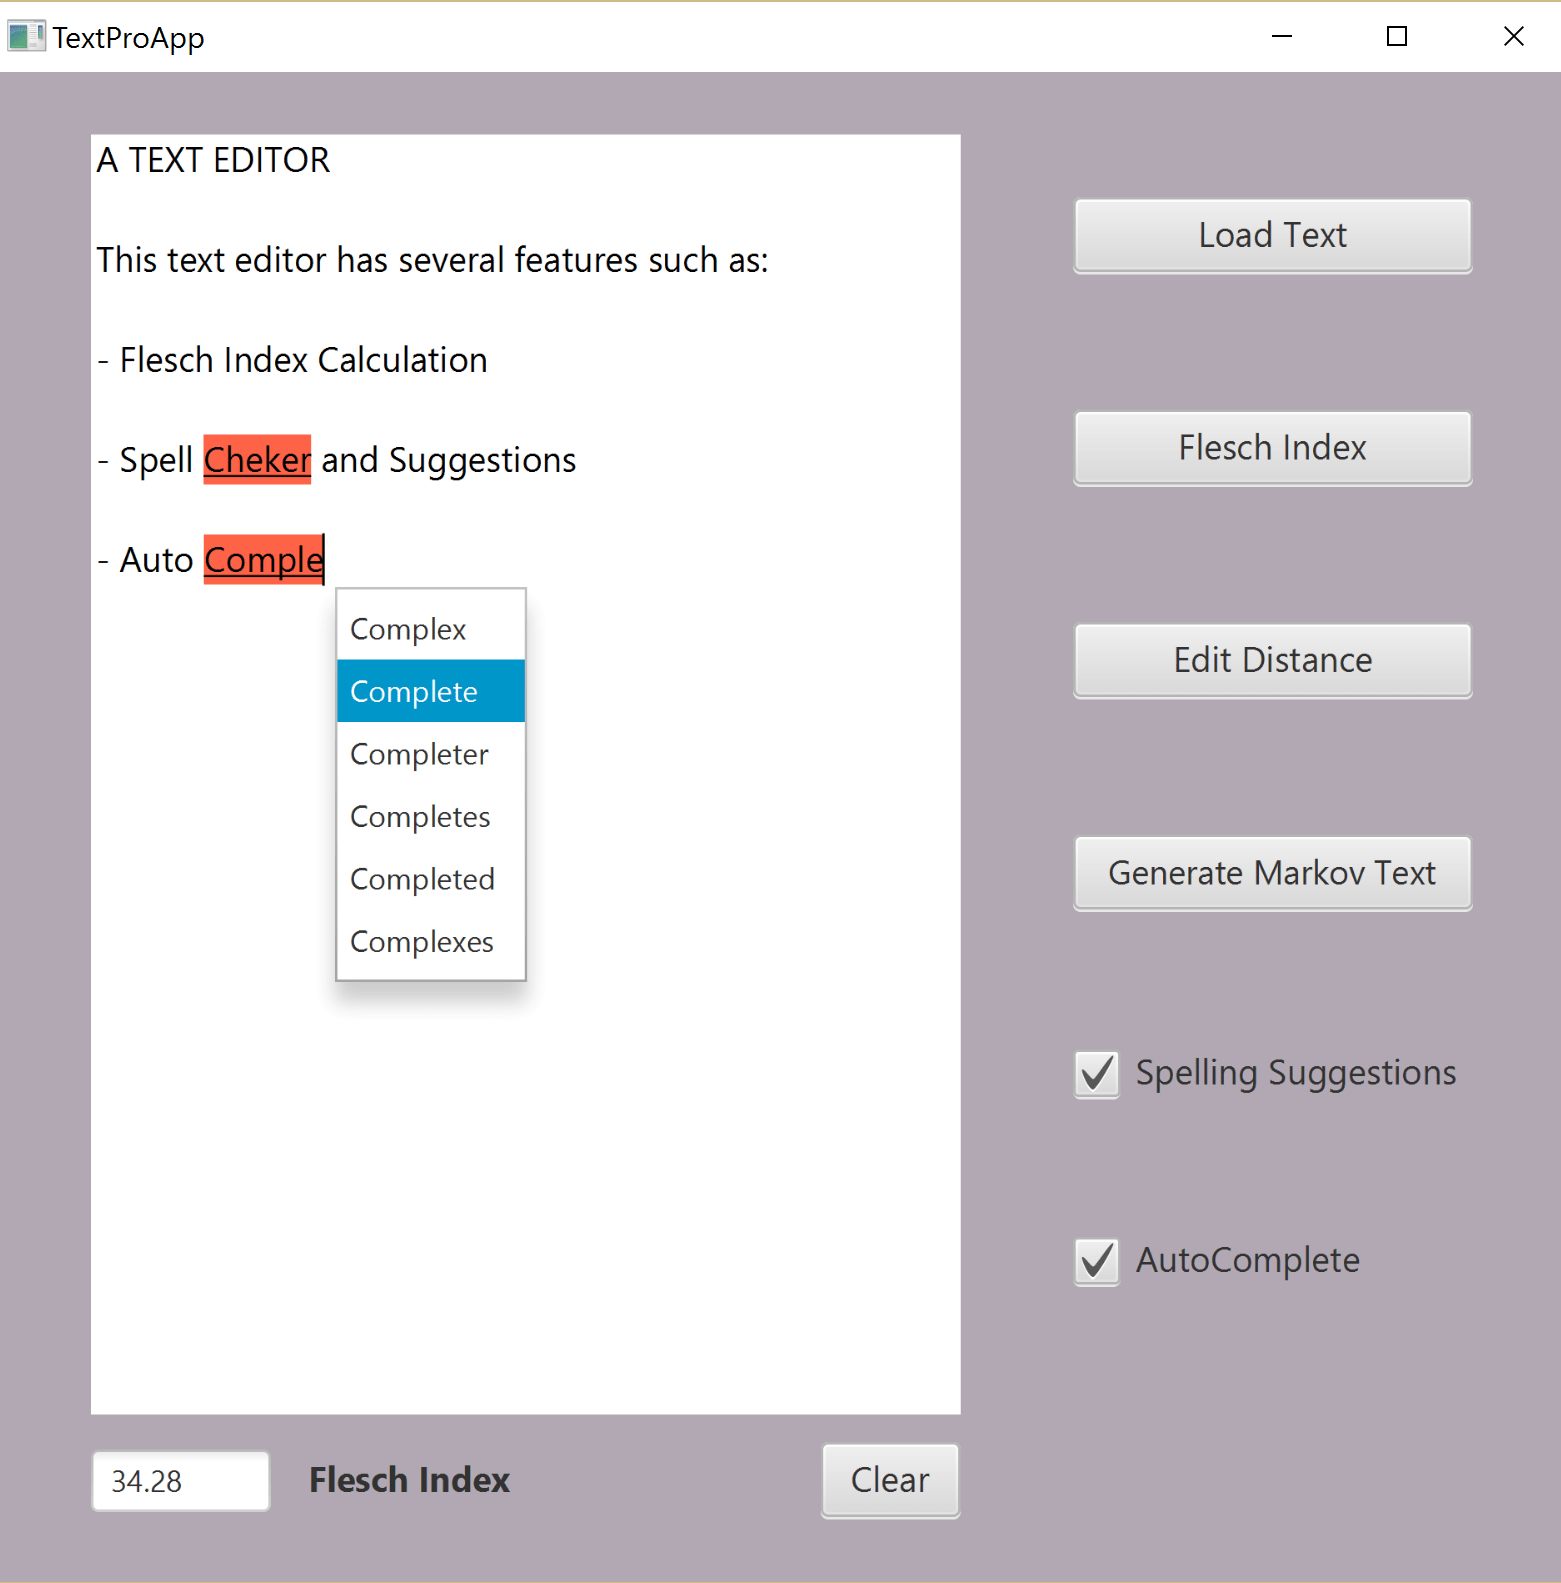 TextProApp
A TEXT EDITOR
This text editor has several features such as:
- Flesch Index Calculation
- Spell Cheker and Suggestions
- Auto Comple
Complex
Complete
Completer
Completes
Completed
Complexes
Load Text
Flesch Index
Edit Distance
Generate Markov Text
Spelling Suggestions
AutoComplete
34.28 Flesch Index
Clear